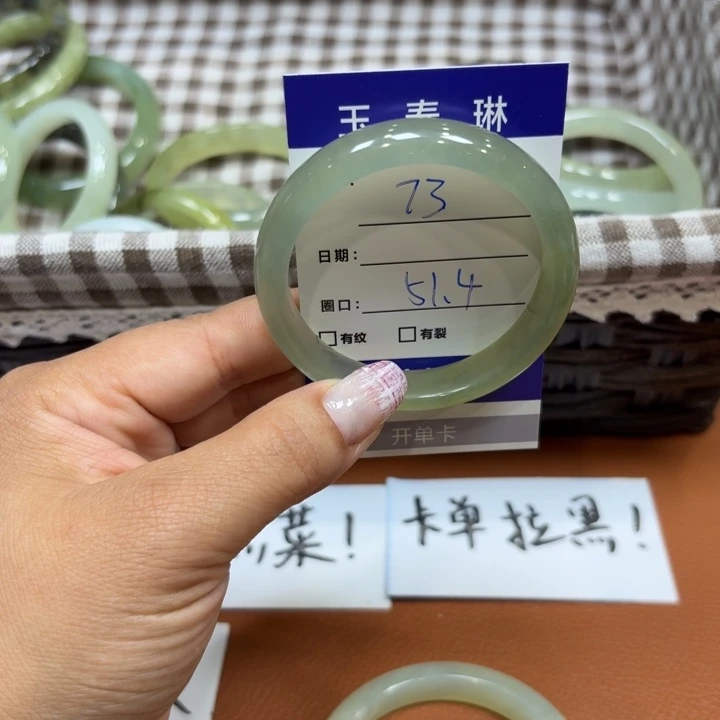 玉春琳
73
日期:
圈口: 51.4
有纹 有裂
开单卡
菜!
卡单拉黑!